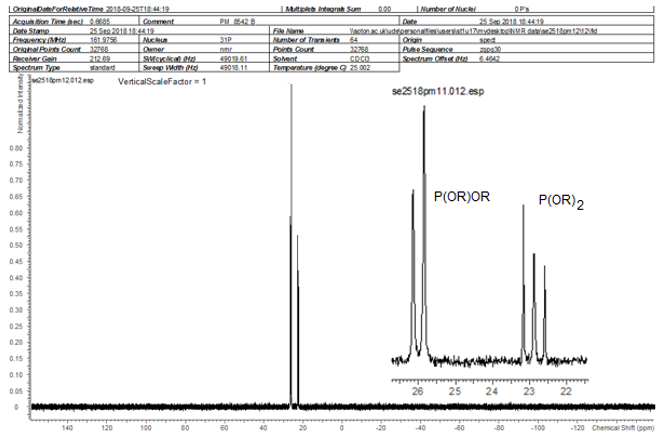 OriginalDateForRelativeTime 2018-09-25T18:44:19 Multiplets Integrals Sum 0.00 Number of Nuclei 0 P's
Acquisition Time (sec) 0.6685 Comment PM 8542 B Date 25 Sep 2018 18:44:19
Date Stamp 25 Sep 2018 18:44:19 File Name
Frequency (MHz) 161.9756 Nucleus 31P Number of Transients 64 Origin spect
Original Points Count 32768 Owner nmr Points Count 32768 Pulse Sequence zgpg30
Receiver Gain 212.69 SW(cyclical) (Hz) 49019.61 Solvent CDCl3 Spectrum Offset (Hz) 6.4642
Spectrum Type standard Sweep Width (Hz) 49018.11 Temperature (degree C) 25.002
se2518pm12.012.esp
VerticalScaleFactor = 1
se2518pm11.012.esp
Normalized Intensity
0.80
0.75
0.70
0.65
0.60
0.55
0.50
0.45
0.40
0.35
0.30
0.25
0.20
0.15
0.10
0.05
0
P(OR)OR
P(OR)2
26 25 24 23 22
140 120 100 80 60 40 20 0 -20 -40 -60 -80 -100 -120 Chemical Shift (ppm)